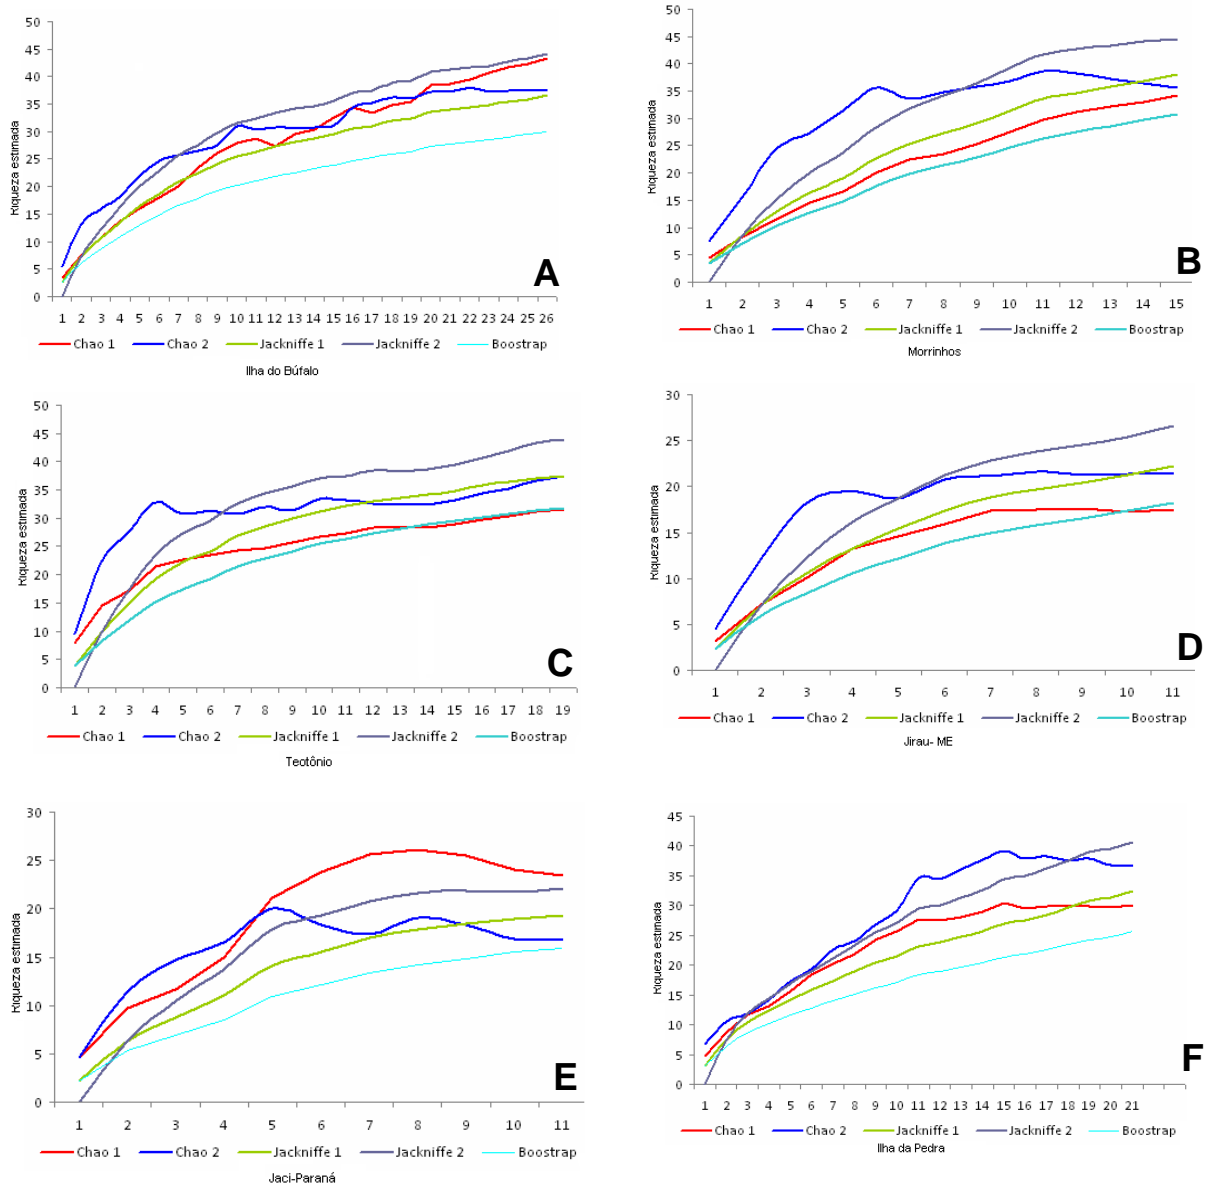 50
45
40
35
30
25
20
15
10
5
0
Riqueza estimada
1 2 3 4 5 6 7 8 9 10 11 12 13 14 15 16 17 18 19 20 21 22 23 24 25 26
A
Chao 1 Chao 2 Jackniffe 1 Jackniffe 2 Boostrap
Ilha do Búfalo
50
45
40
35
30
25
20
15
10
5
0
Riqueza estimada
1 2 3 4 5 6 7 8 9 10 11 12 13 14 15
B
Chao 1 Chao 2 Jackniffe 1 Jackniffe 2 Boostrap
Morrinhos
50
45
40
35
30
25
20
15
10
5
0
Riqueza estimada
1 2 3 4 5 6 7 8 9 10 11 12 13 14 15 16 17 18 19
C
Chao 1 Chao 2 Jackniffe 1 Jackniffe 2 Boostrap
Teotônio
30
25
20
15
10
5
0
Riqueza estimada
1 2 3 4 5 6 7 8 9 10 11
D
Chao 1 Chao 2 Jackniffe 1 Jackniffe 2 Boostrap
Jirau- ME
30
25
20
15
10
5
0
Riqueza estimada
1 2 3 4 5 6 7 8 9 10 11
E
Chao 1 Chao 2 Jackniffe 1 Jackniffe 2 Boostrap
Jaci-Paraná
45
40
35
30
25
20
15
10
5
0
Riqueza estimada
1 2 3 4 5 6 7 8 9 10 11 12 13 14 15 16 17 18 19 20 21
F
Chao 1 Chao 2 Jackniffe 1 Jackniffe 2 Boostrap
Ilha da Pedra